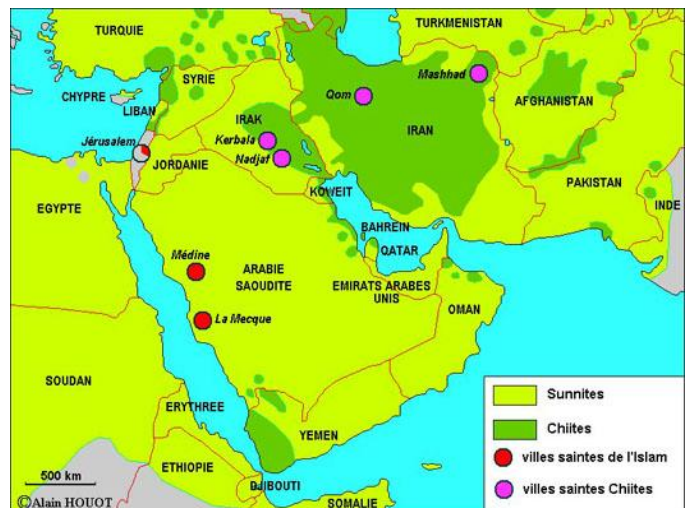 TURQUIE
TURKMENISTAN
Mashhad
SYRIE
Qom
CHYPRE
AFGHANISTAN
LIBAN
IRAK
IRAN
Jérusalem
Kerbala
Nadjaf
JORDANIE
PAKISTAN
KOWEIT
EGYPTE
INDE
BAHREIN
QATAR
Médine
ARABIE
SAOUDITE
EMIRATS ARABES
UNIS
OMAN
La Mecque
SOUDAN
ERYTHREE
YEMEN
ETHIOPIE
DJIBOUTI
SOMALIE
500 km
©Alain HOUOT
Sunnites
Chiites
villes saintes de l'Islam
villes saintes Chiites